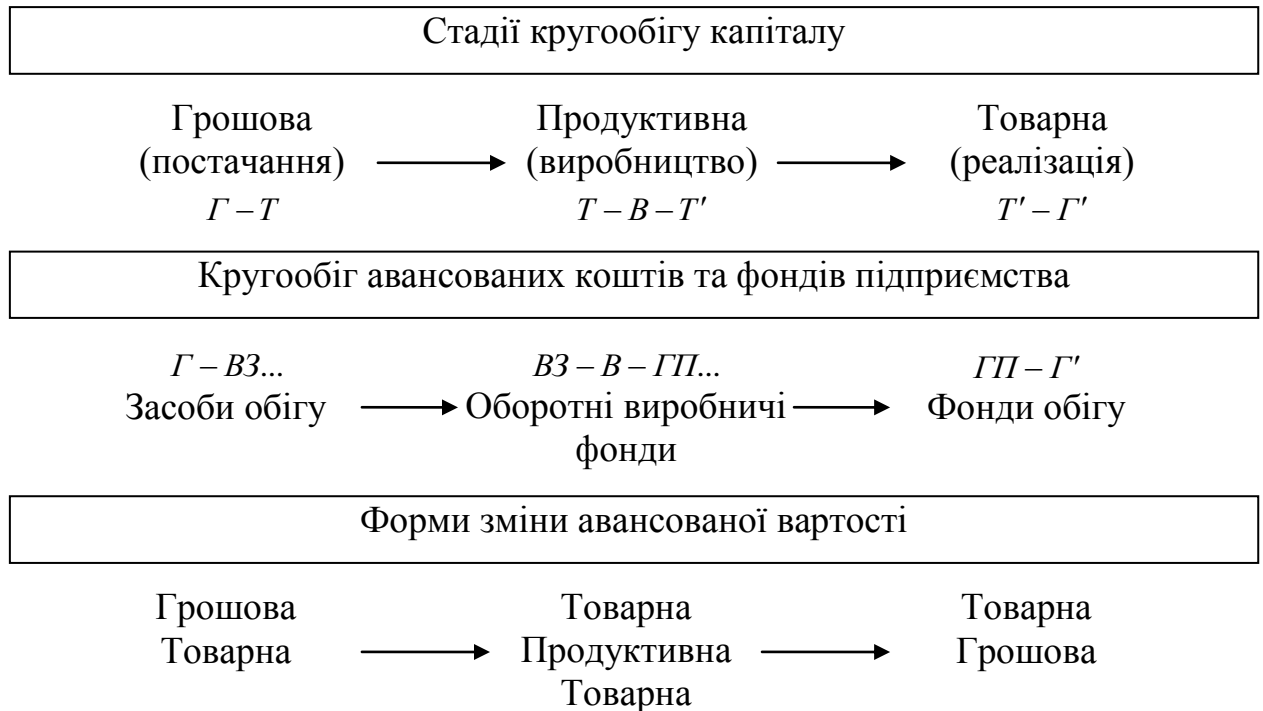 Стадії кругообігу капіталу
Грошова Продуктивна Товарна
(постачання) (виробництво) (реалізація)
Г – Т Т – В – Т′ Т′ – Г′
Кругообіг авансованих коштів та фондів підприємства
Г – ВЗ... ВЗ – В – ГП... ГП – Г′
Засоби обігу Оборотні виробничі Фонди обігу
фонди
Форми зміни авансованої вартості
Грошова Товарна Товарна
Товарна Продуктивна Грошова
Товарна